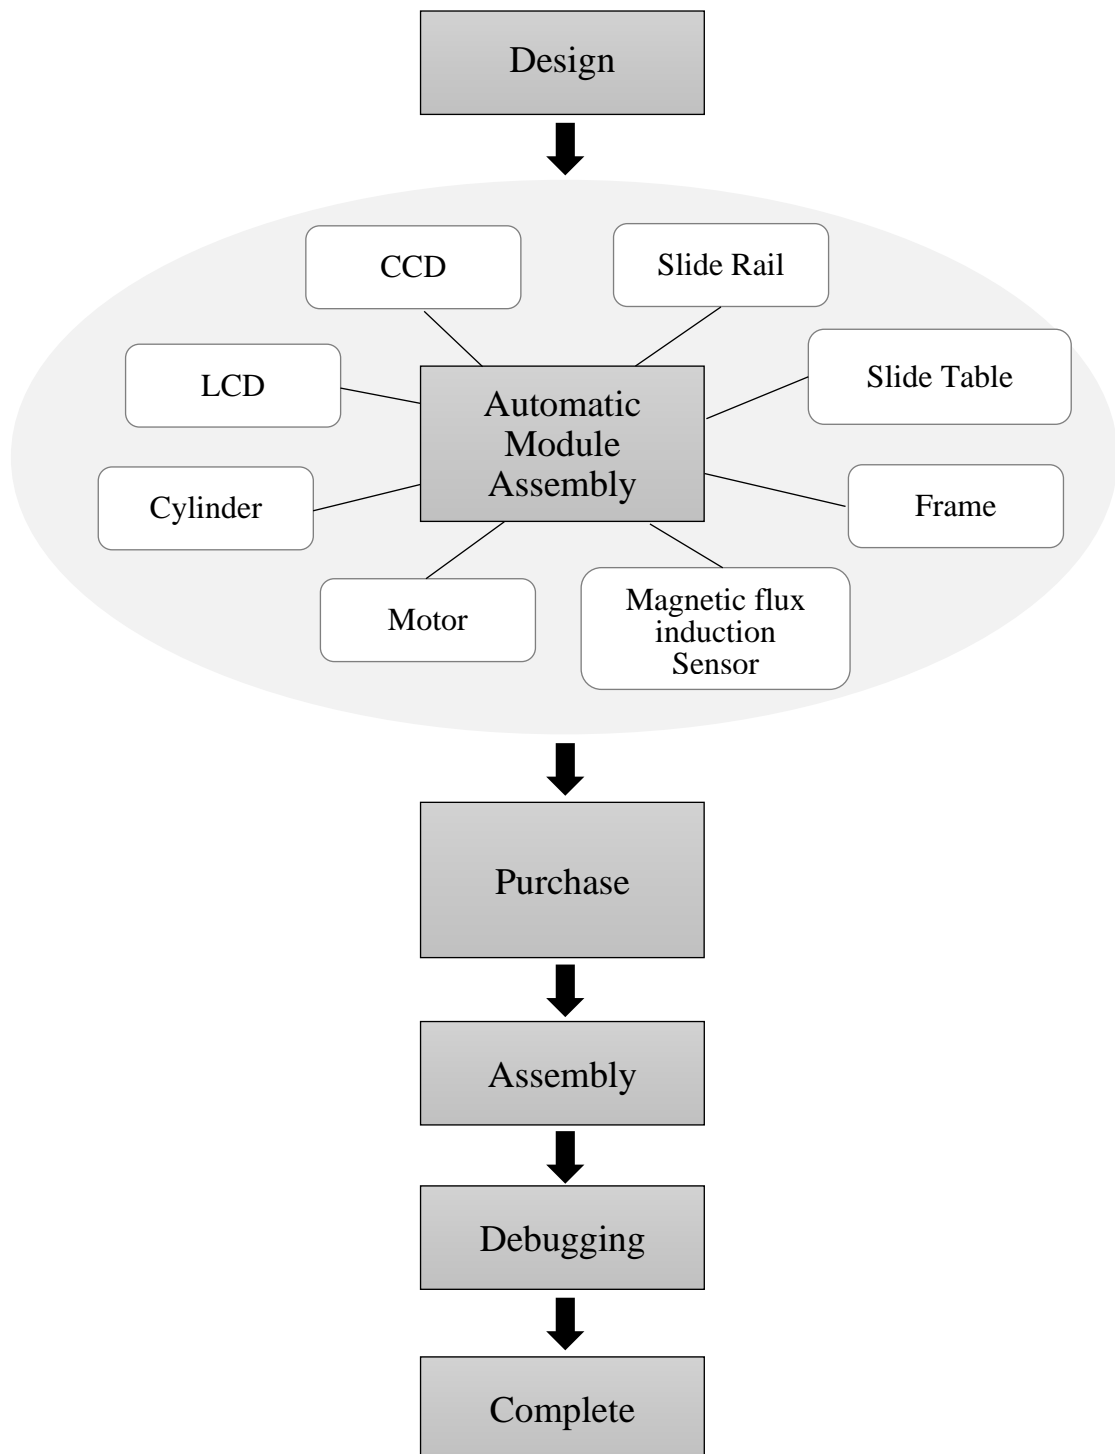 Design
CCD
Slide Rail
LCD
Slide Table
Automatic
Module
Assembly
Cylinder
Frame
Motor
Magnetic flux
induction
Sensor
Purchase
Assembly
Debugging
Complete